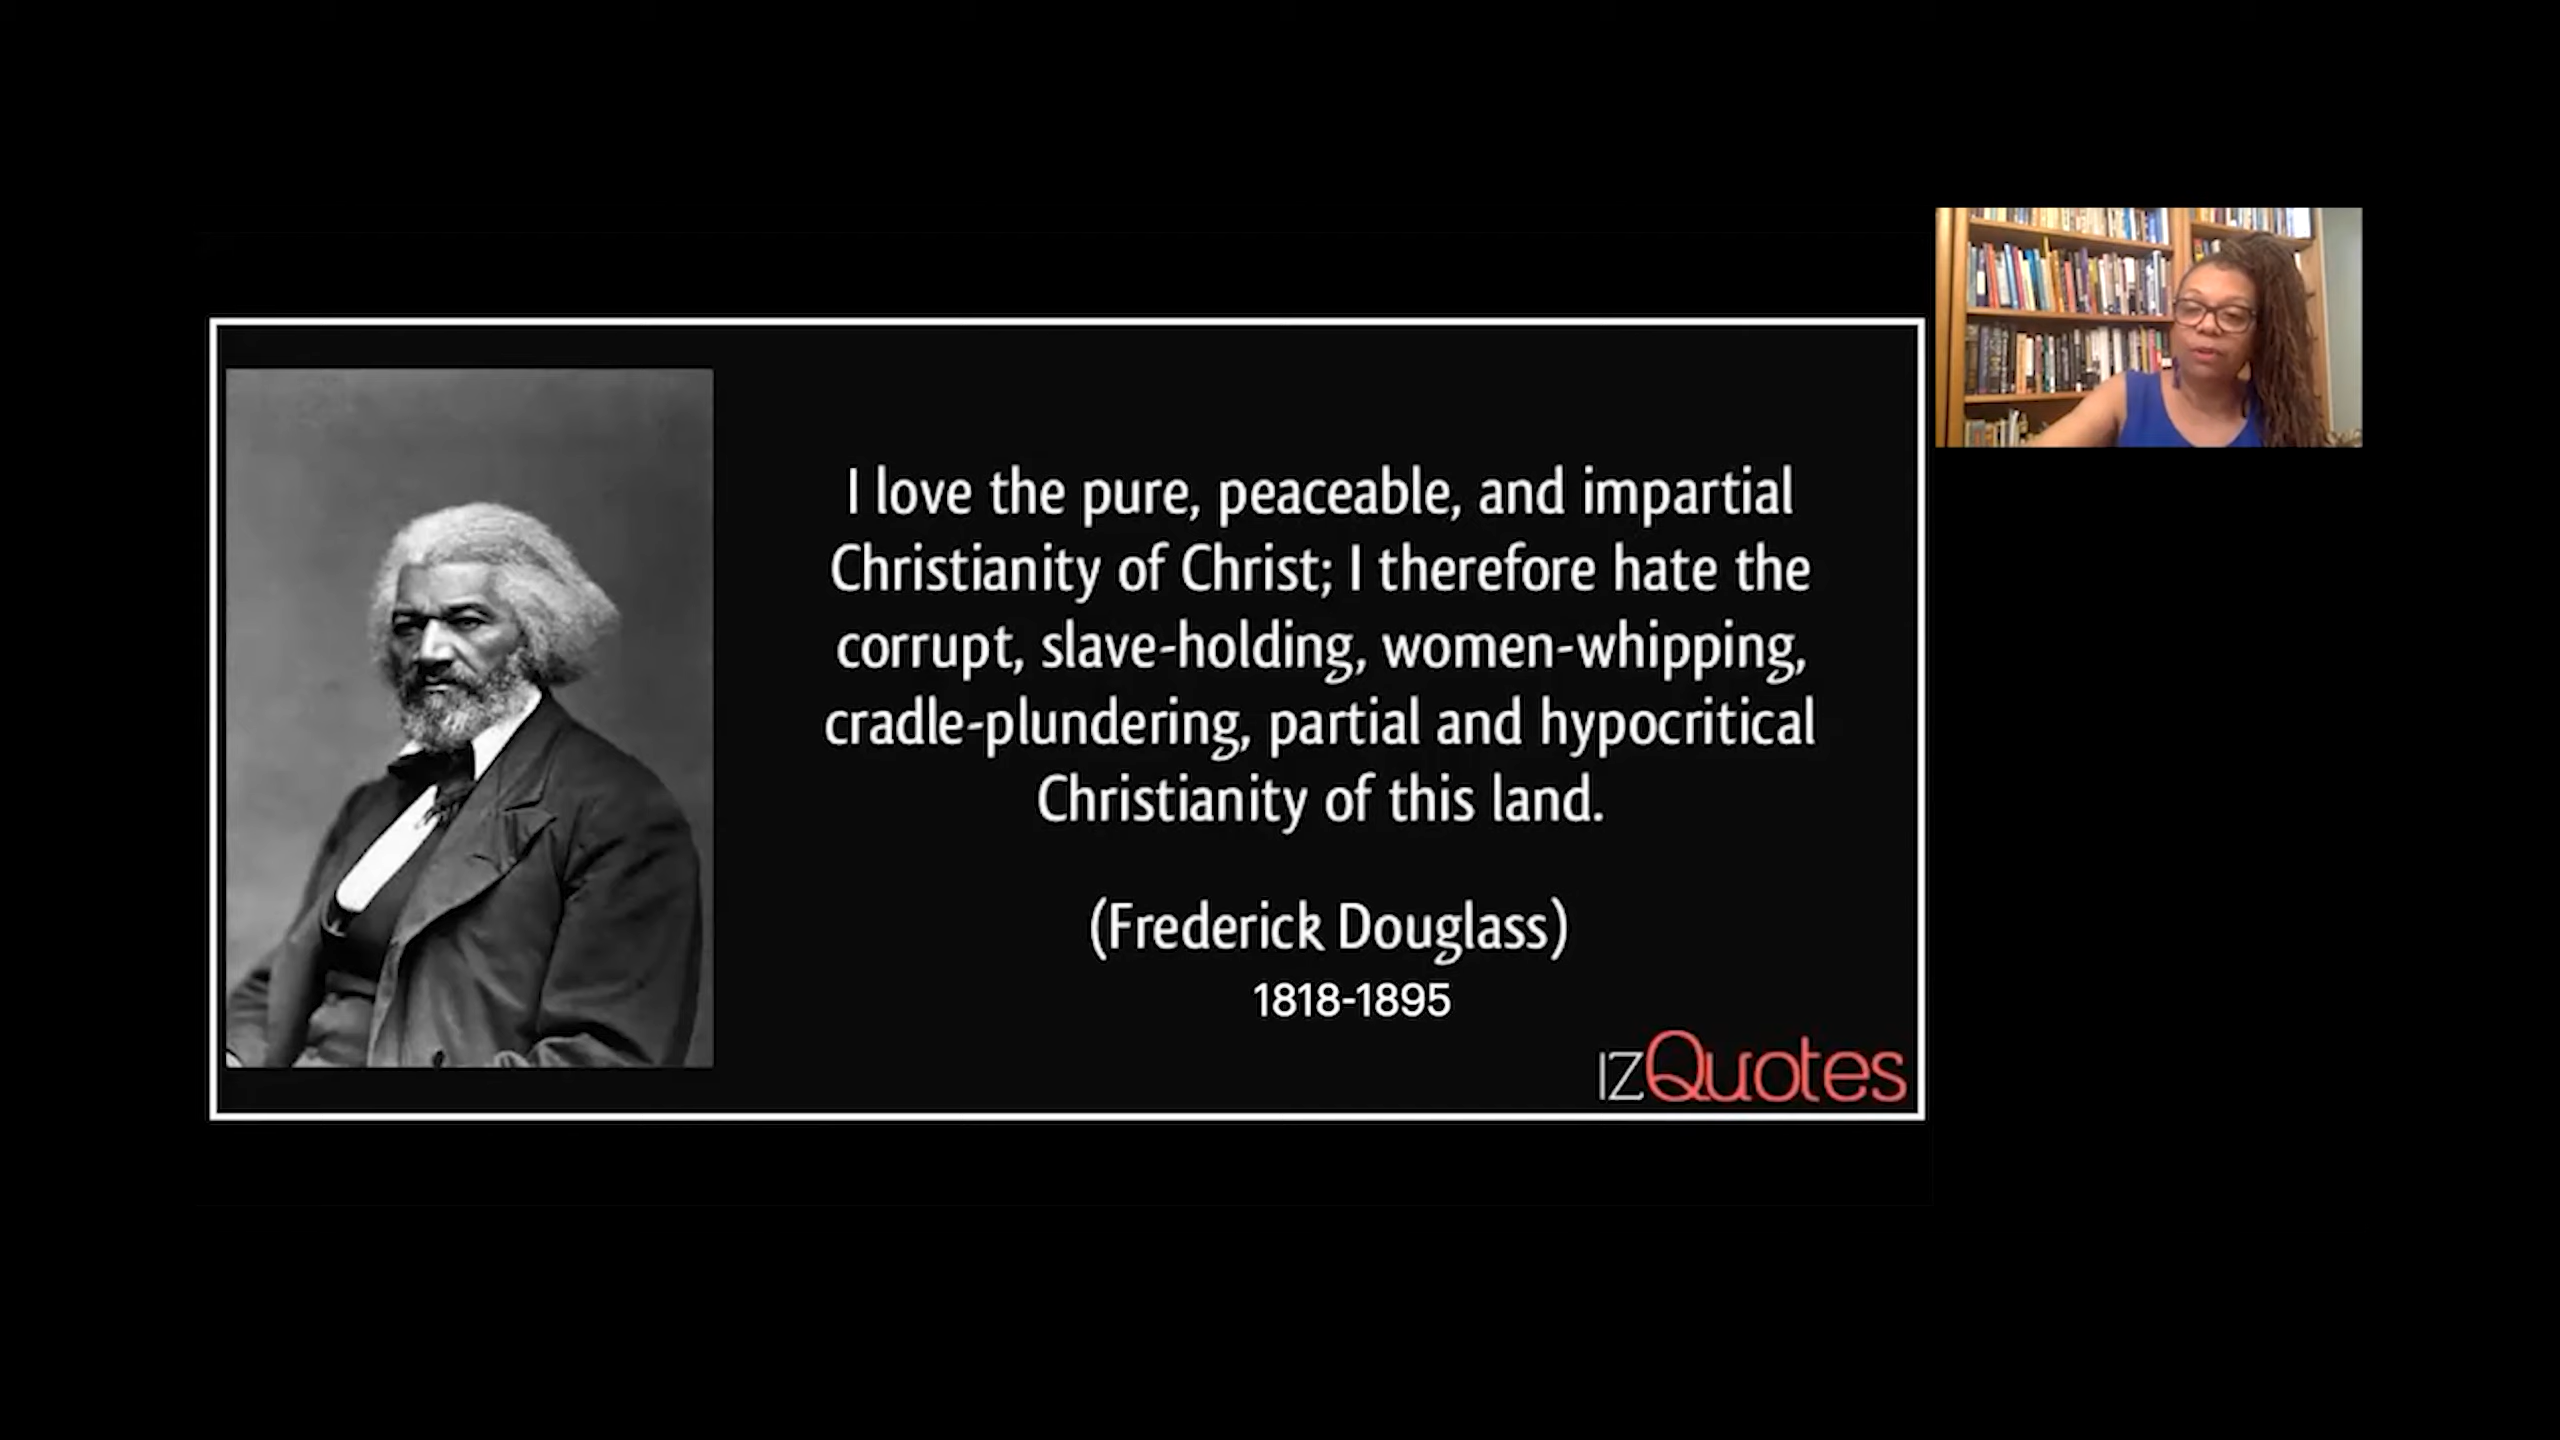 I love the pure, peaceable, and impartial
Christianity of Christ; I therefore hate the
corrupt, slave-holding, women-whipping,
cradle-plundering, partial and hypocritical
Christianity of this land.
(Frederick Douglass)
1818-1895
IZQuotes